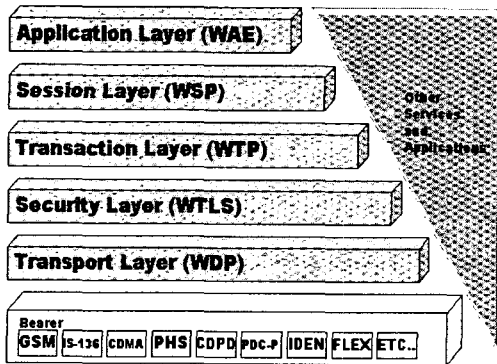 Application Layer (WAE)
Session Layer (WSP)
Other
Services
and
Applications
Transaction Layer (WTP)
Security Layer (WTLS)
Transport Layer (WDP)
Bearer
GSM IS-136 CDMA PHS CDPD PDC-P IDEN FLEX ETC..